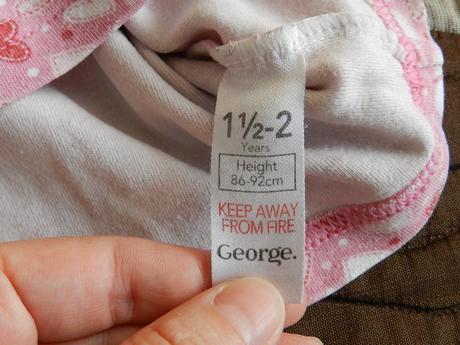 1½-2
Years
Height
86-92cm
KEEP AWAY
FROM FIRE
George.